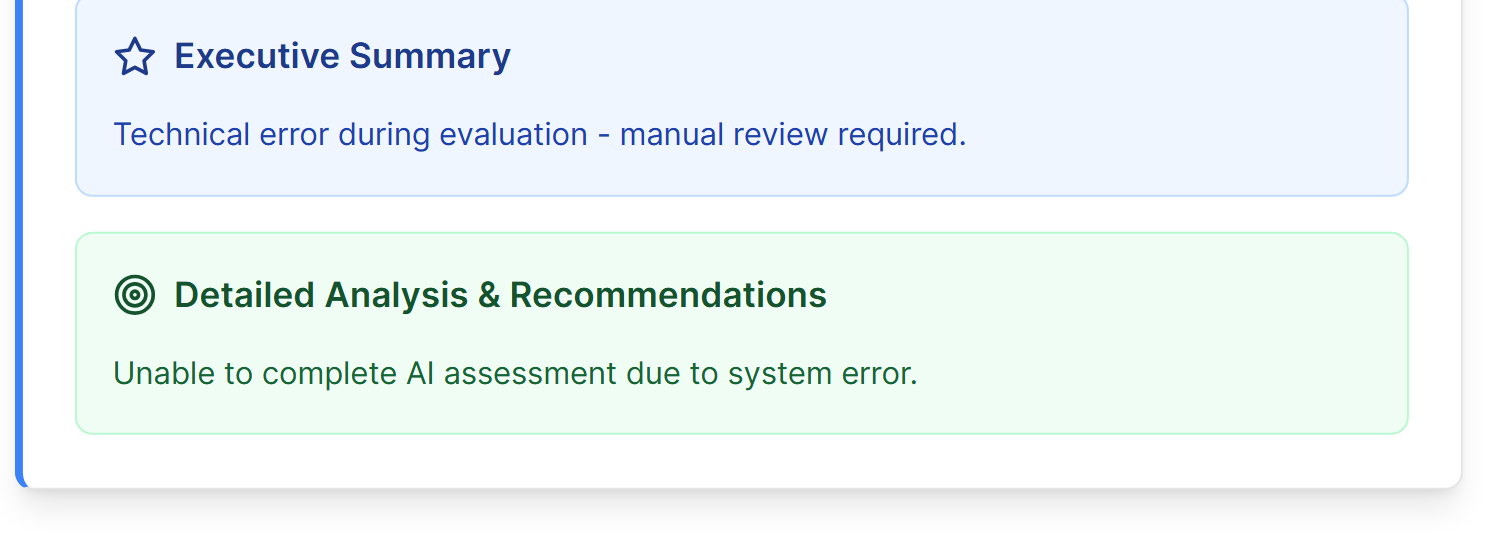 Executive Summary
Technical error during evaluation - manual review required.
Detailed Analysis & Recommendations
Unable to complete AI assessment due to system error.